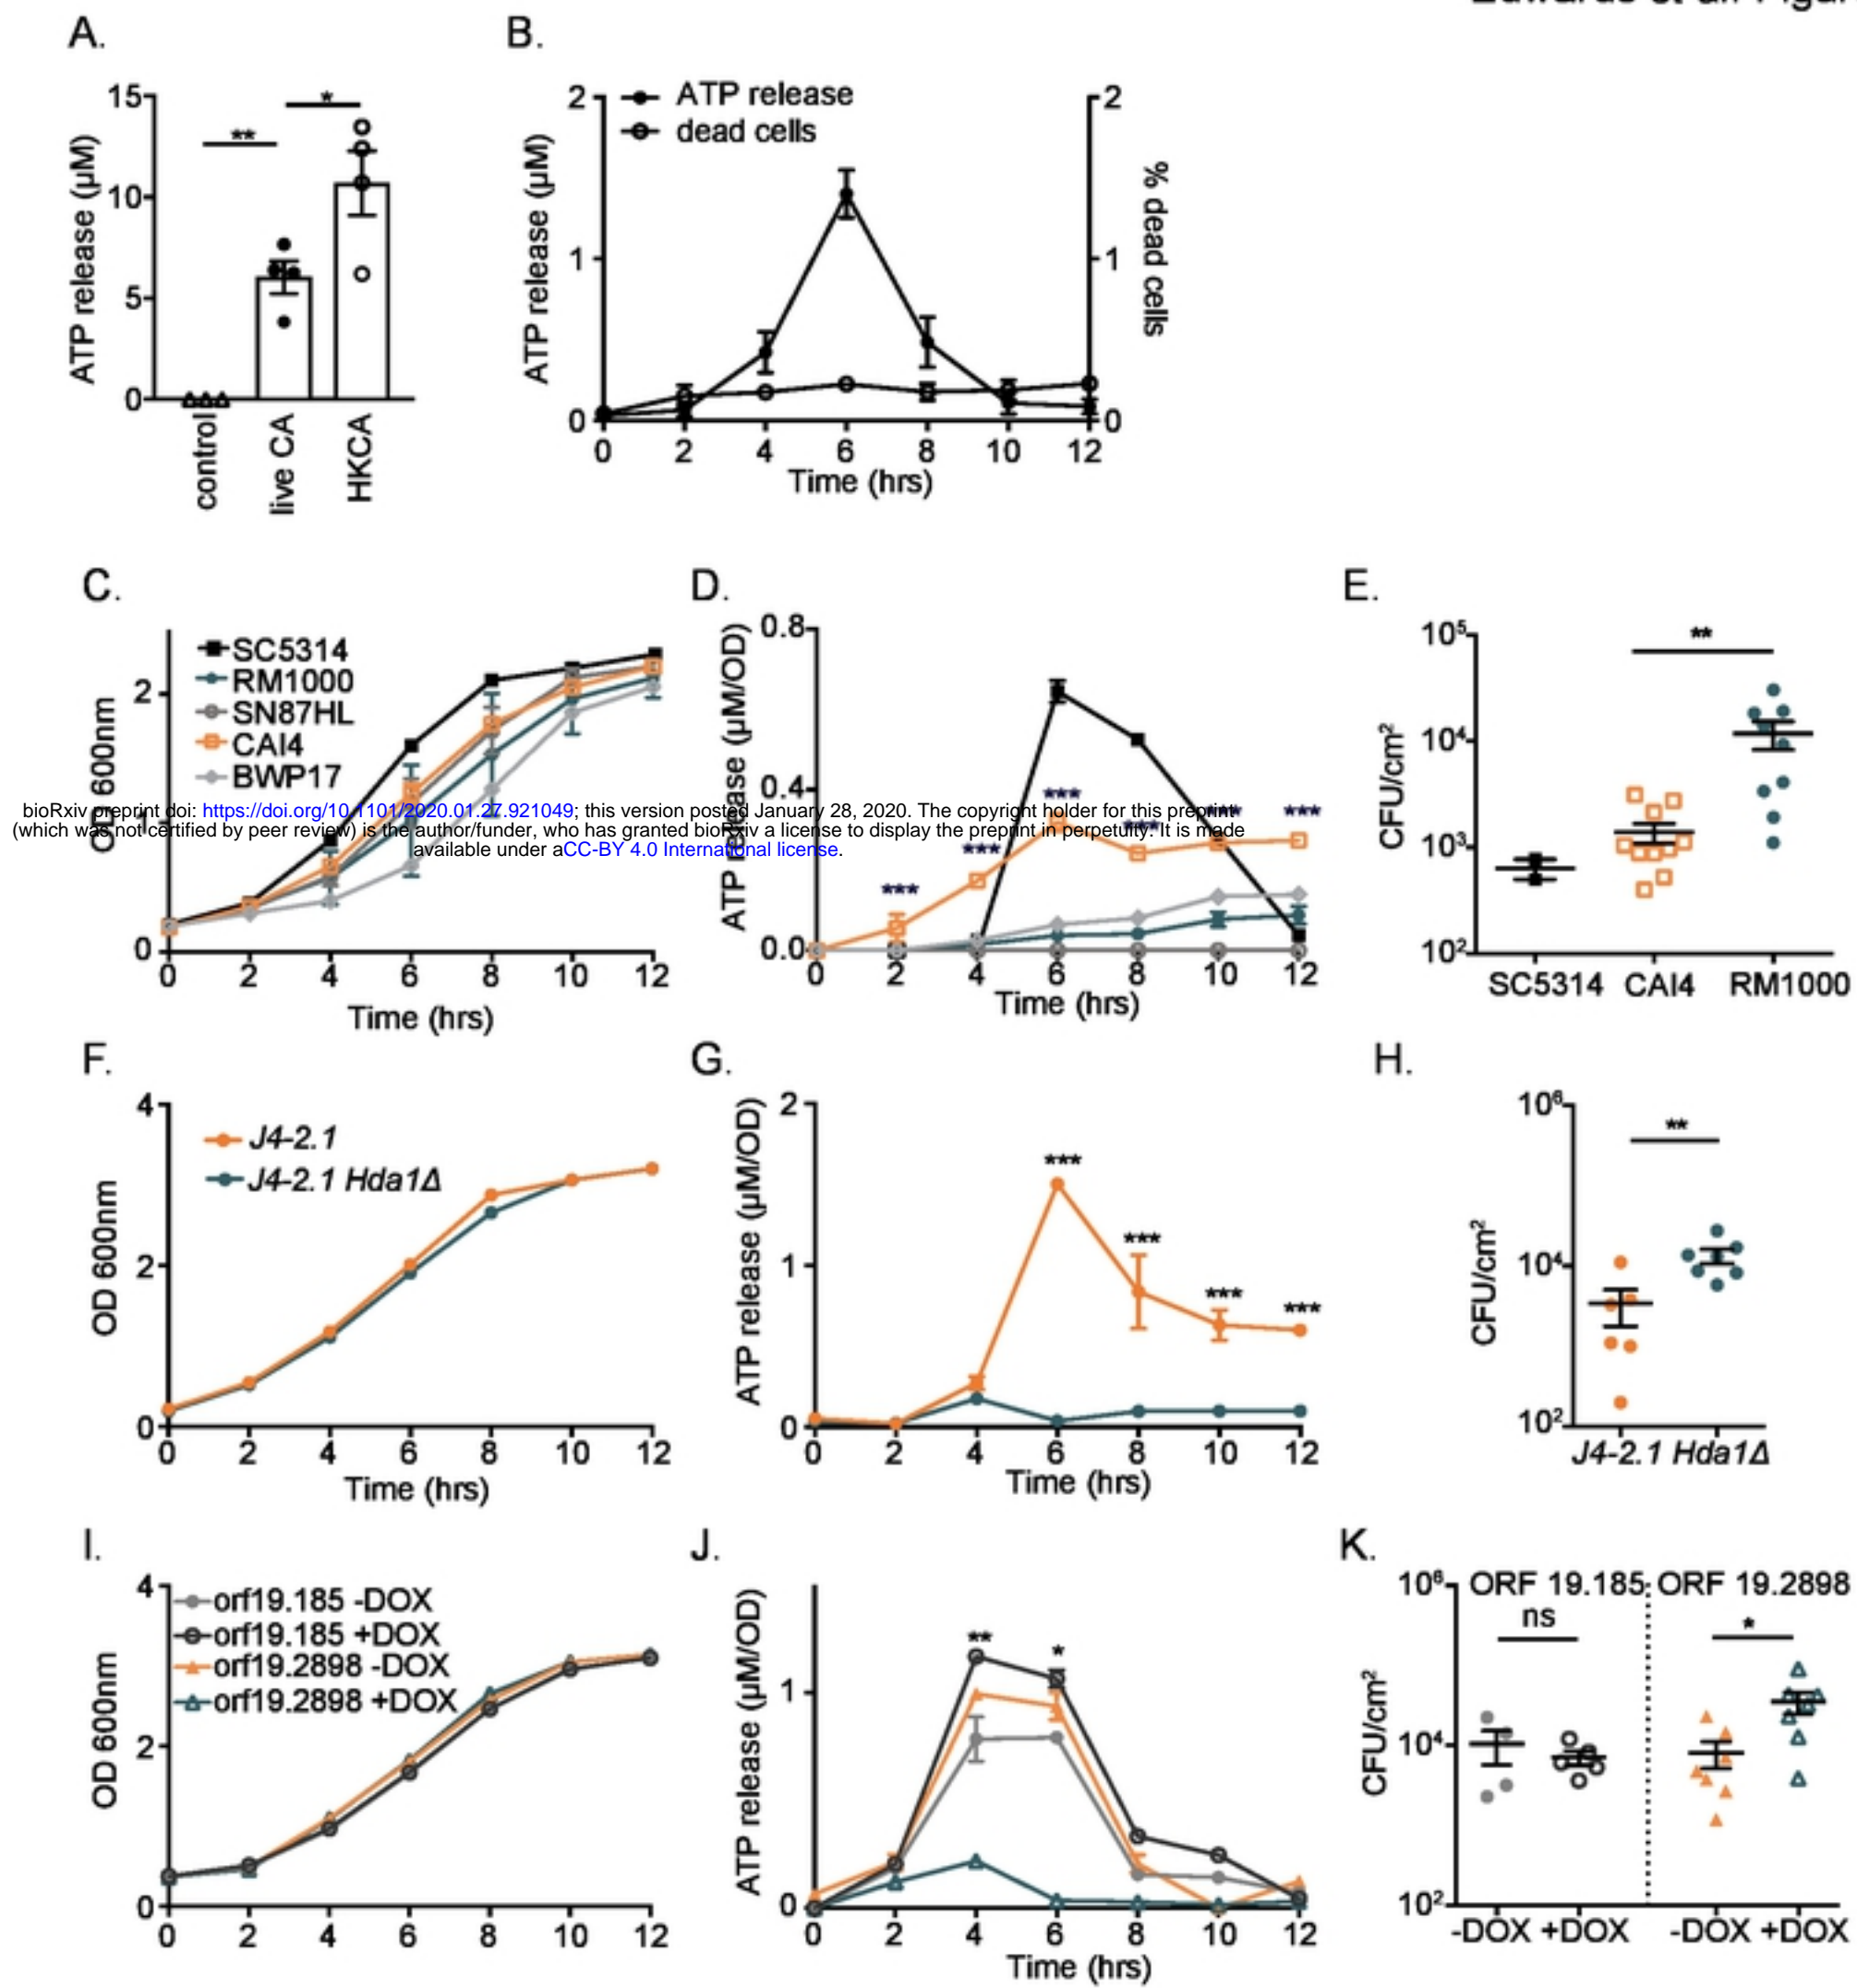 A.
B.
15
10
5
0
ATP release (µM)
**
*
control
live CA
HKCA
ATP release
dead cells
2
1
0
ATP release (µM)
2
1
0
% dead cells
0 2 4 6 8 10 12
Time (hrs)
C.
D.
E.
SC5314
RM1000
SN87HL
CAI4
BWP17
2
1
0
OD 600nm
0 2 4 6 8 10 12
Time (hrs)
0.8
0.4
0.0
ATP release (µM/OD)
*** *** *** *** *** ***
0 2 4 6 8 10 12
Time (hrs)
10⁵
10⁴
10³
10²
CFU/cm²
**
SC5314 CAI4 RM1000
bioRxiv preprint doi: https://doi.org/10.1101/2020.01.27.921049; this version posted January 28, 2020. The copyright holder for this preprint
(which was not certified by peer review) is the author/funder, who has granted bioRxiv a license to display the preprint in perpetuity. It is made
available under aCC-BY 4.0 International license.
F.
G.
H.
J4-2.1
J4-2.1 Hda1Δ
4
2
0
OD 600nm
0 2 4 6 8 10 12
Time (hrs)
2
1
0
ATP release (µM/OD)
*** *** *** ***
0 2 4 6 8 10 12
Time (hrs)
10⁶
10⁴
10²
CFU/cm²
**
J4-2.1 Hda1Δ
I.
J.
K.
orf19.185 -DOX
orf19.185 +DOX
orf19.2898 -DOX
orf19.2898 +DOX
4
2
0
OD 600nm
0 2 4 6 8 10 12
Time (hrs)
1
0
ATP release (µM/OD)
** *
0 2 4 6 8 10 12
Time (hrs)
ORF 19.185 ORF 19.2898
ns *
10⁶
10⁴
10²
CFU/cm²
-DOX +DOX -DOX +DOX